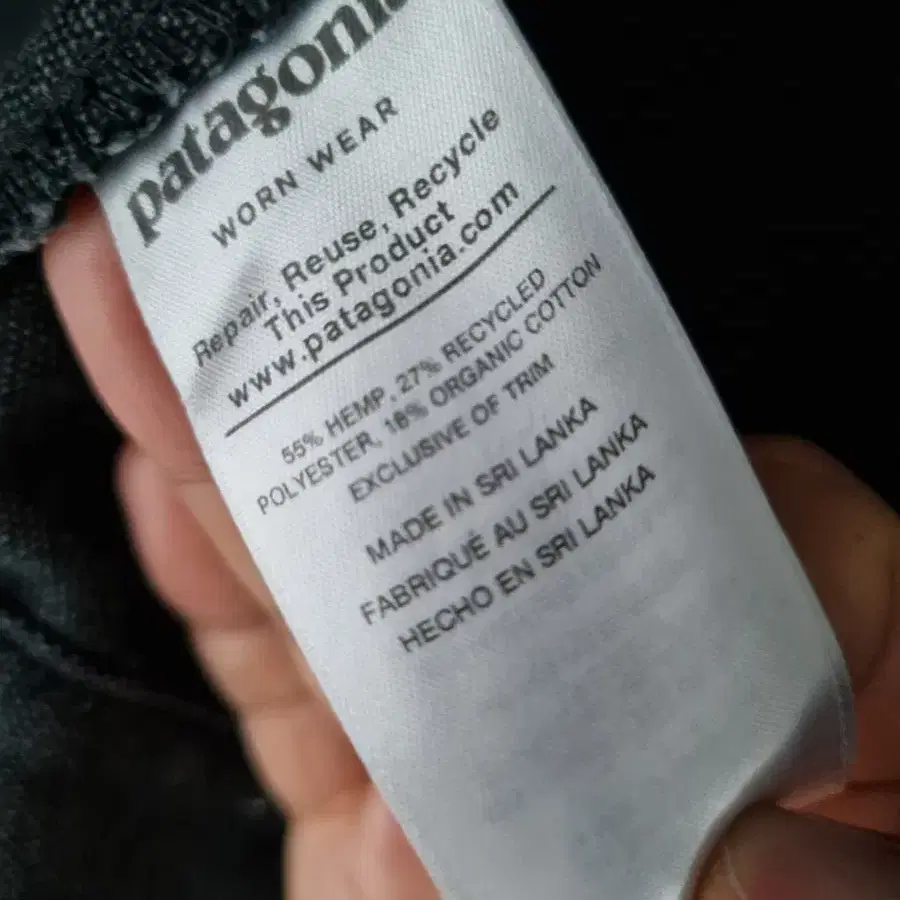 patagonia
WORN WEAR
Repair, Reuse, Recycle
This Product
www.patagonia.com
55% HEMP, 27% RECYCLED
POLYESTER, 18% ORGANIC COTTON
EXCLUSIVE OF TRIM
MADE IN SRI LANKA
FABRIQUÉ AU SRI LANKA
HECHO EN SRI LANKA